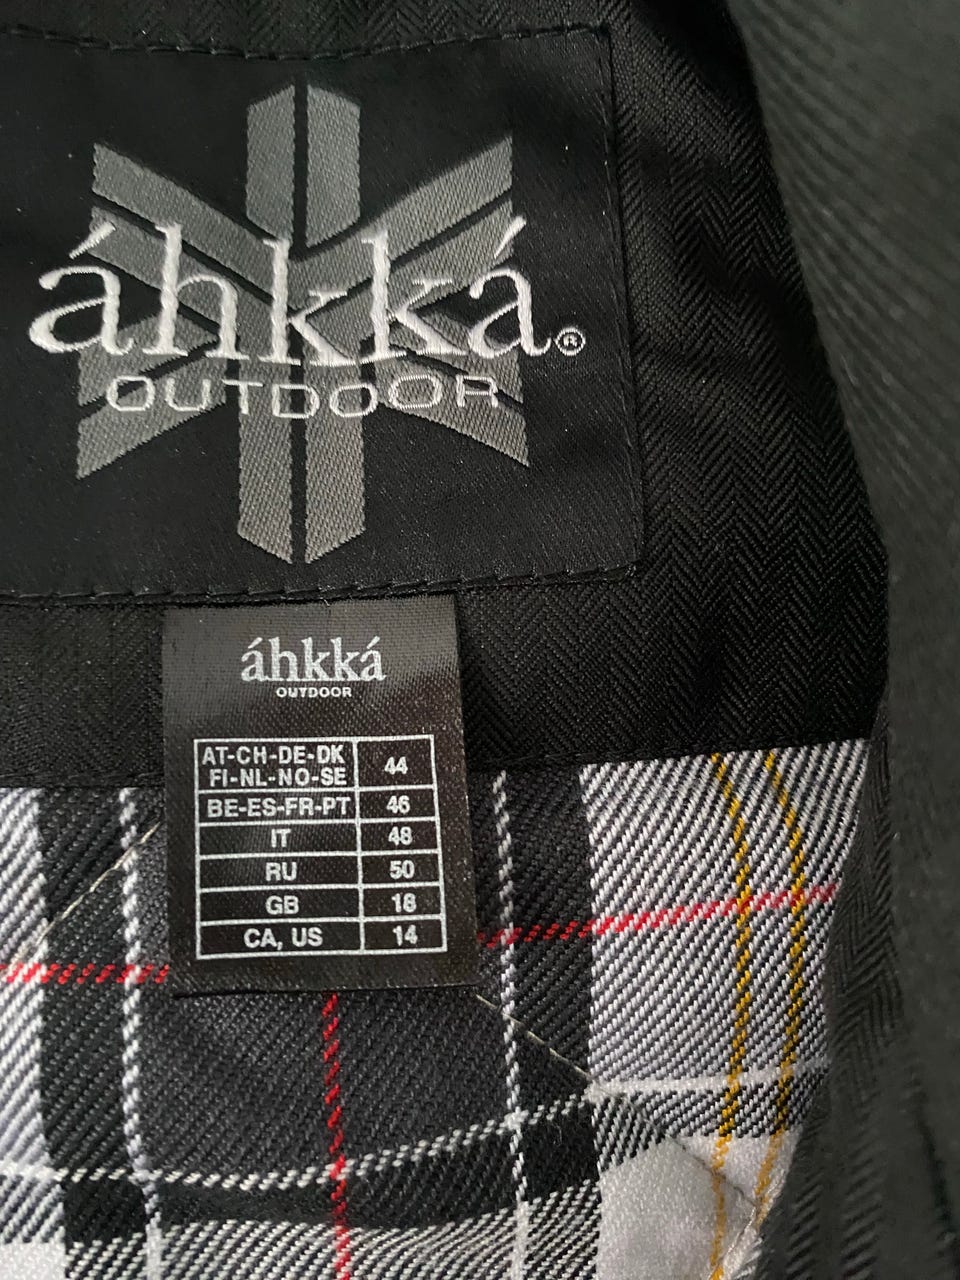 áhkká®
OUTDOOR
áhkká
OUTDOOR
AT-CH-DE-DK
FI-NL-NO-SE 44
BE-ES-FR-PT 46
IT 48
RU 50
GB 18
CA, US 14